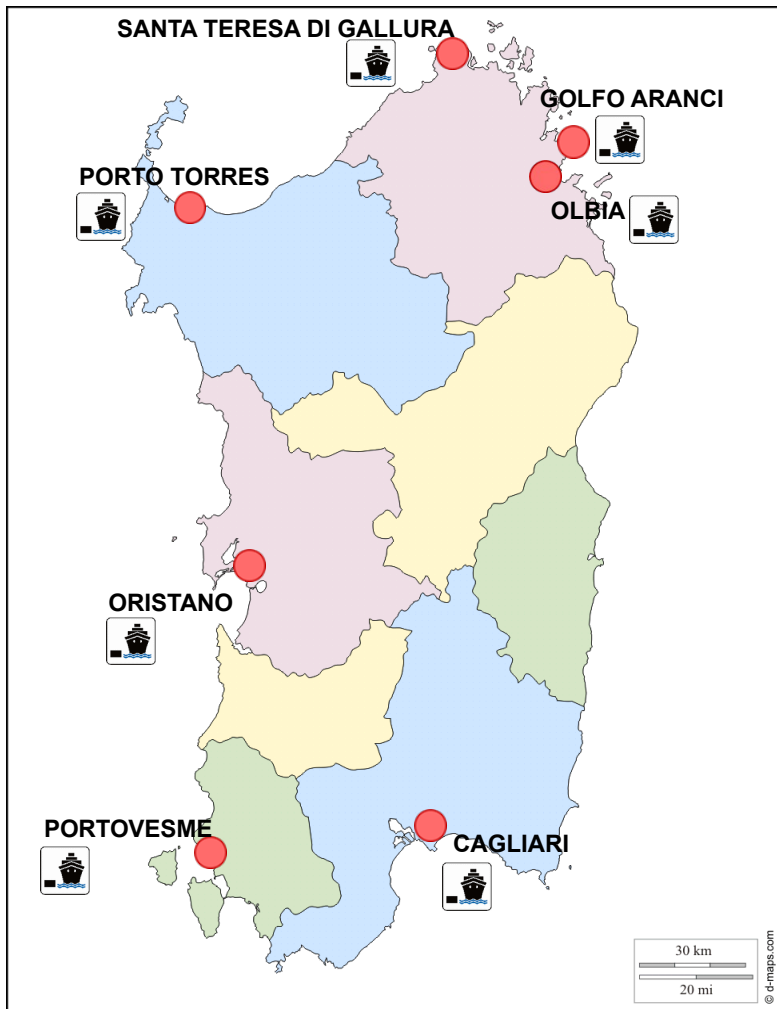 SANTA TERESA DI GALLURA
GOLFO ARANCI
PORTO TORRES
OLBIA
ORISTANO
PORTOVESME
CAGLIARI
30 km
20 mi
© d-maps.com